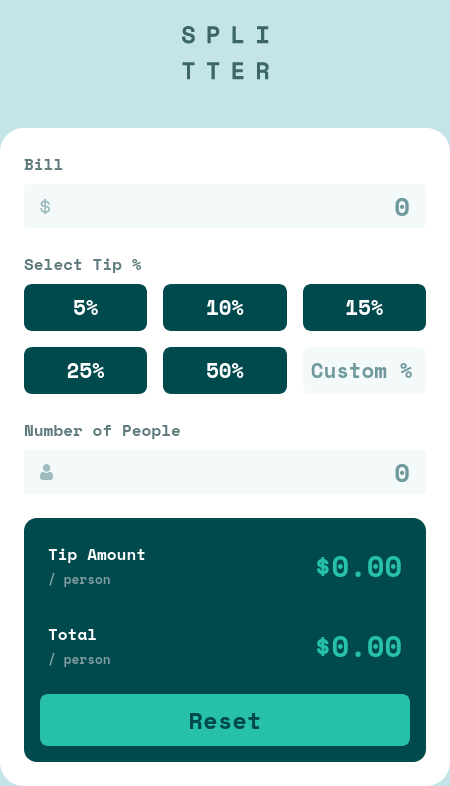 SPLI
TTER
Bill
$ 0
Select Tip %
5% 10% 15%
25% 50% Custom %
Number of People
0
Tip Amount
/ person
$0.00
Total
/ person
$0.00
Reset